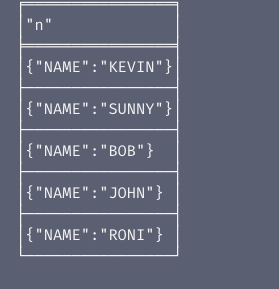 "n"
{"NAME":"KEVIN"}
{"NAME":"SUNNY"}
{"NAME":"BOB"}
{"NAME":"JOHN"}
{"NAME":"RONI"}